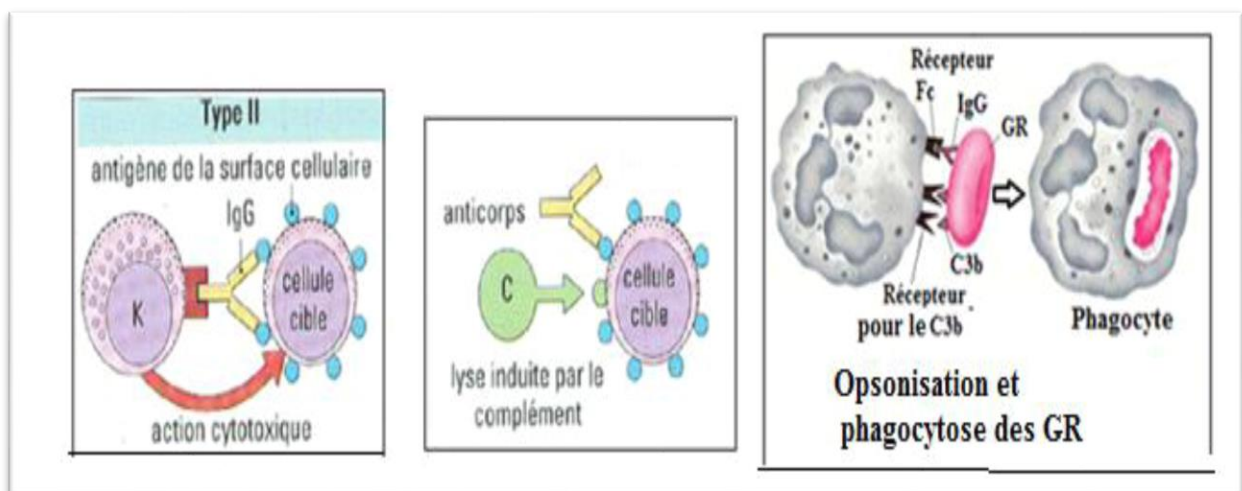 Type II
antigène de la surface cellulaire
IgG
K
cellule
cible
action cytotoxique
anticorps
C
cellule
cible
lyse induite par le
complément
Récepteur
Fc
IgG
GR
C3b
Récepteur
pour le C3b
Phagocyte
Opsonisation et
phagocytose des GR